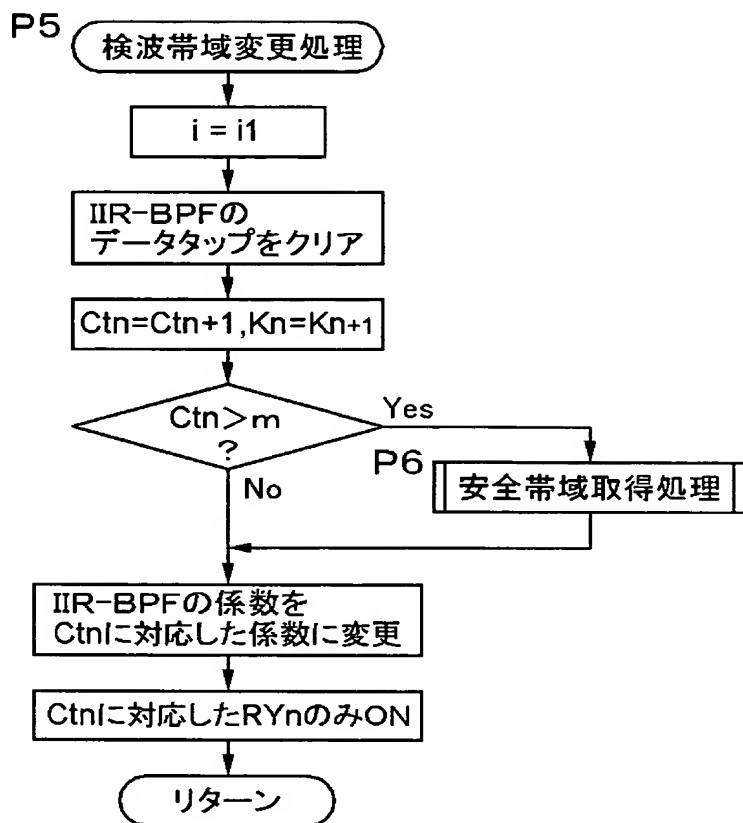 P5
検波帯域変更処理
i = i1
IIR-BPFの
データタップをクリア
Ctn=Ctn+1,Kn=Kn+1
Ctn>m
?
Yes
No
P6
安全帯域取得処理
IIR-BPFの係数を
Ctnに対応した係数に変更
Ctnに対応したRYnのみON
リターン